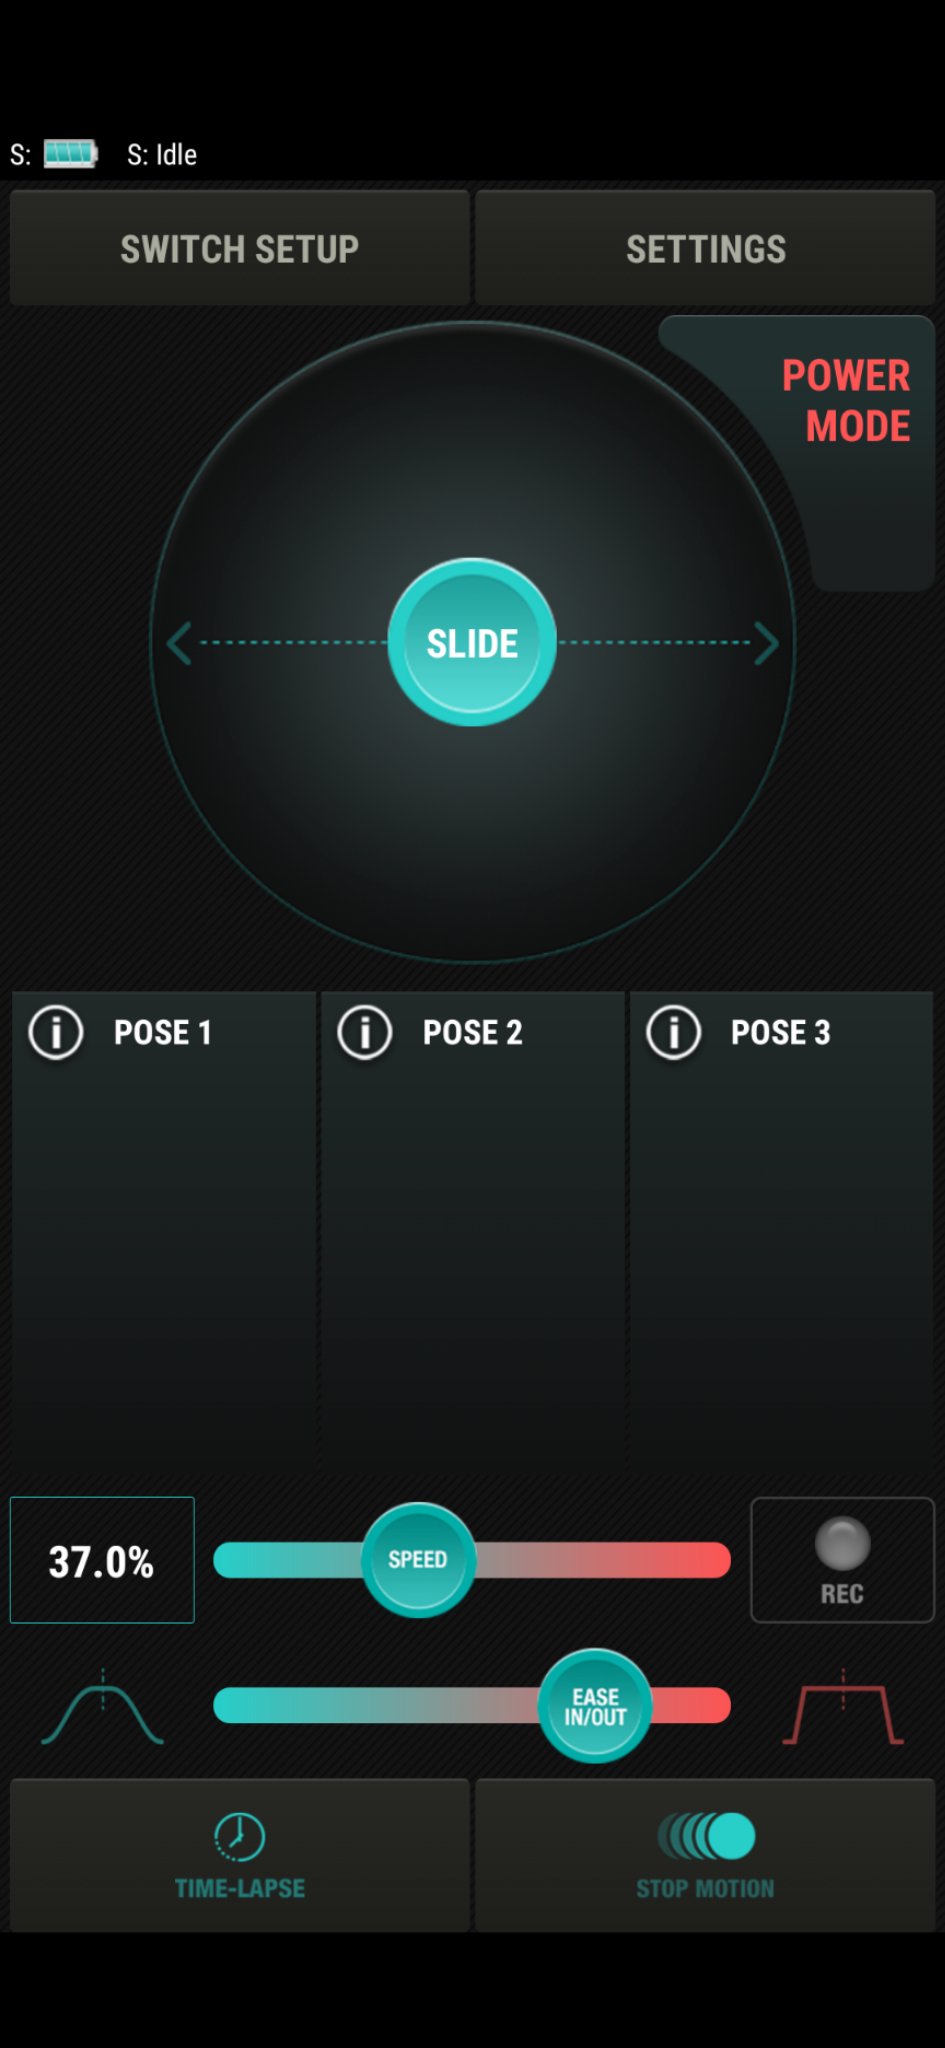 S: S: Idle
SWITCH SETUP SETTINGS
POWER
MODE
SLIDE
POSE 1 POSE 2 POSE 3
37.0% SPEED
REC
EASE
IN/OUT
TIME-LAPSE STOP MOTION